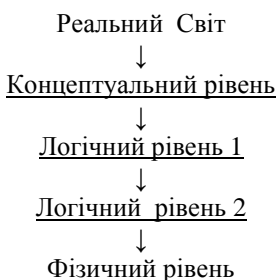 Реальний Світ
↓
Концептуальний рівень
↓
Логічний рівень 1
↓
Логічний рівень 2
↓
Фізичний рівень